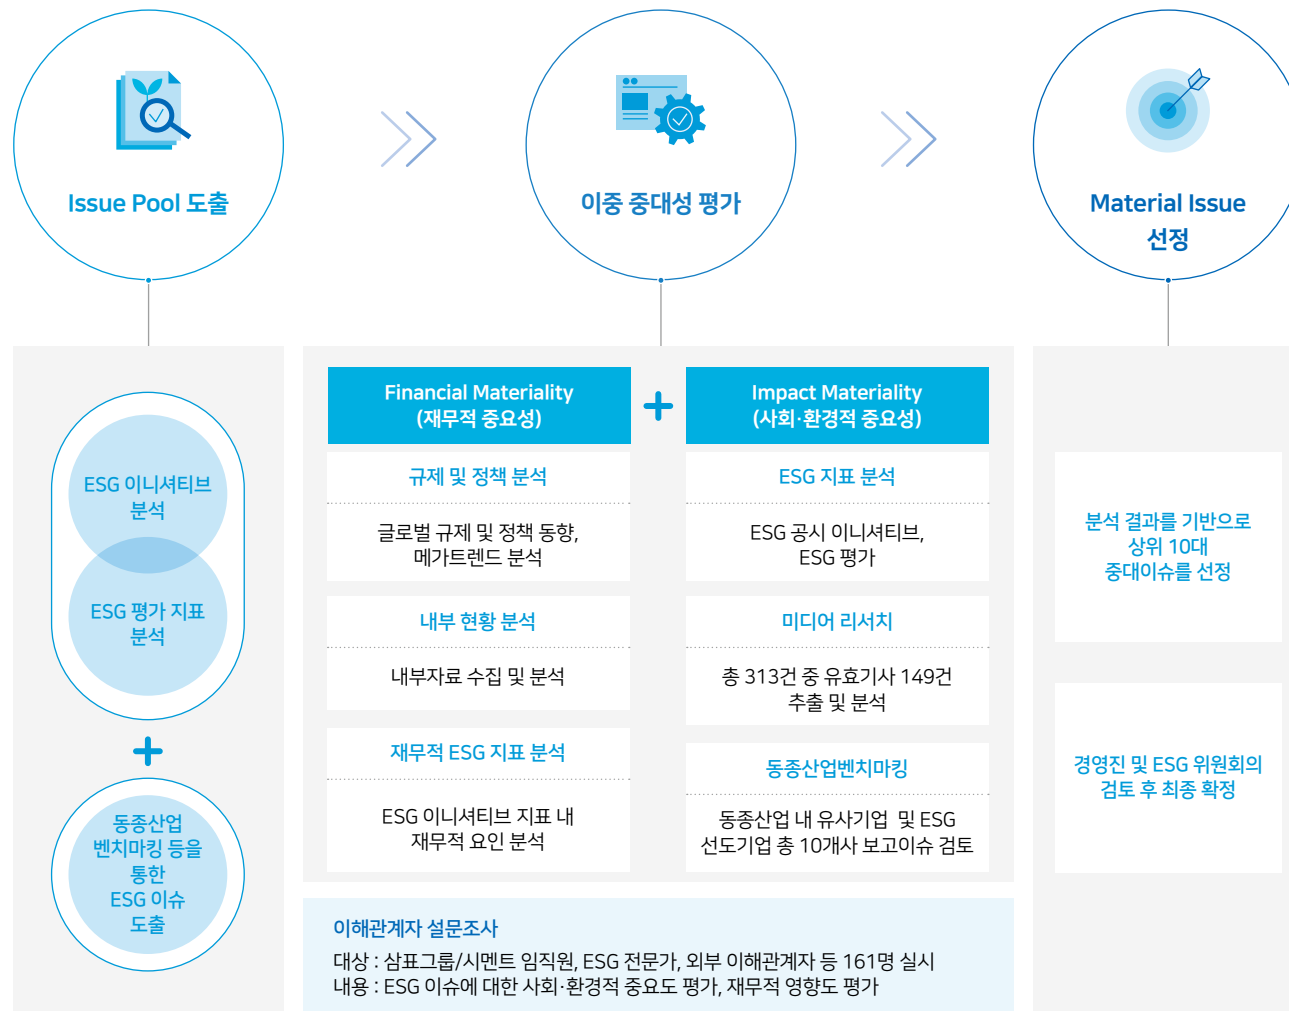 Issue Pool 도출
이중 중대성 평가
Material Issue
선정
ESG 이니셔티브
분석
ESG 평가 지표
분석
동종산업
벤치마킹 등을
통한
ESG 이슈
도출
Financial Materiality
(재무적 중요성)
규제 및 정책 분석
글로벌 규제 및 정책 동향,
메가트렌드 분석
내부 현황 분석
내부자료 수집 및 분석
재무적 ESG 지표 분석
ESG 이니셔티브 지표 내
재무적 요인 분석
Impact Materiality
(사회·환경적 중요성)
ESG 지표 분석
ESG 공시 이니셔티브,
ESG 평가
미디어 리서치
총 313건 중 유효기사 149건
추출 및 분석
동종산업벤치마킹
동종산업 내 유사기업 및 ESG
선도기업 총 10개사 보고이슈 검토
이해관계자 설문조사
대상 : 삼표그룹/시멘트 임직원, ESG 전문가, 외부 이해관계자 등 161명 실시
내용 : ESG 이슈에 대한 사회·환경적 중요도 평가, 재무적 영향도 평가
분석 결과를 기반으로
상위 10대
중대이슈를 선정
경영진 및 ESG 위원회의
검토 후 최종 확정